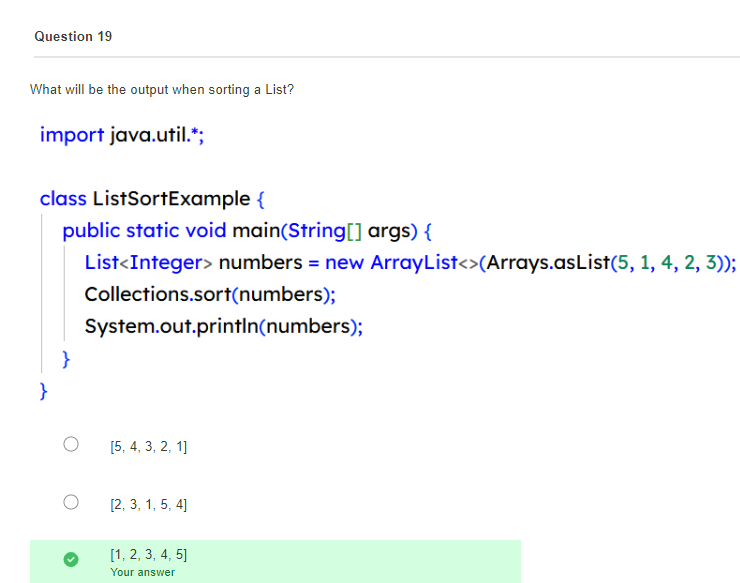 Question 19
What will be the output when sorting a List?
import java.util.*;
class ListSortExample {
public static void main(String[] args) {
List<Integer> numbers = new ArrayList<>(Arrays.asList(5, 1, 4, 2, 3));
Collections.sort(numbers);
System.out.println(numbers);
}
}
[5, 4, 3, 2, 1]
[2, 3, 1, 5, 4]
[1, 2, 3, 4, 5]
Your answer